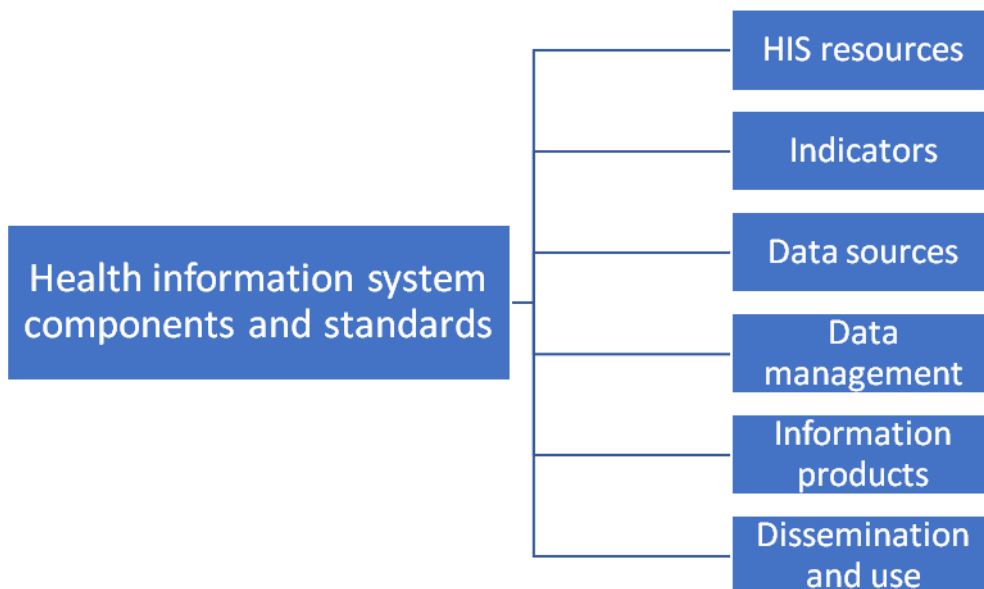 HIS resources
Indicators
Data sources
Health information system
components and standards
Data
management
Information
products
Dissemination
and use